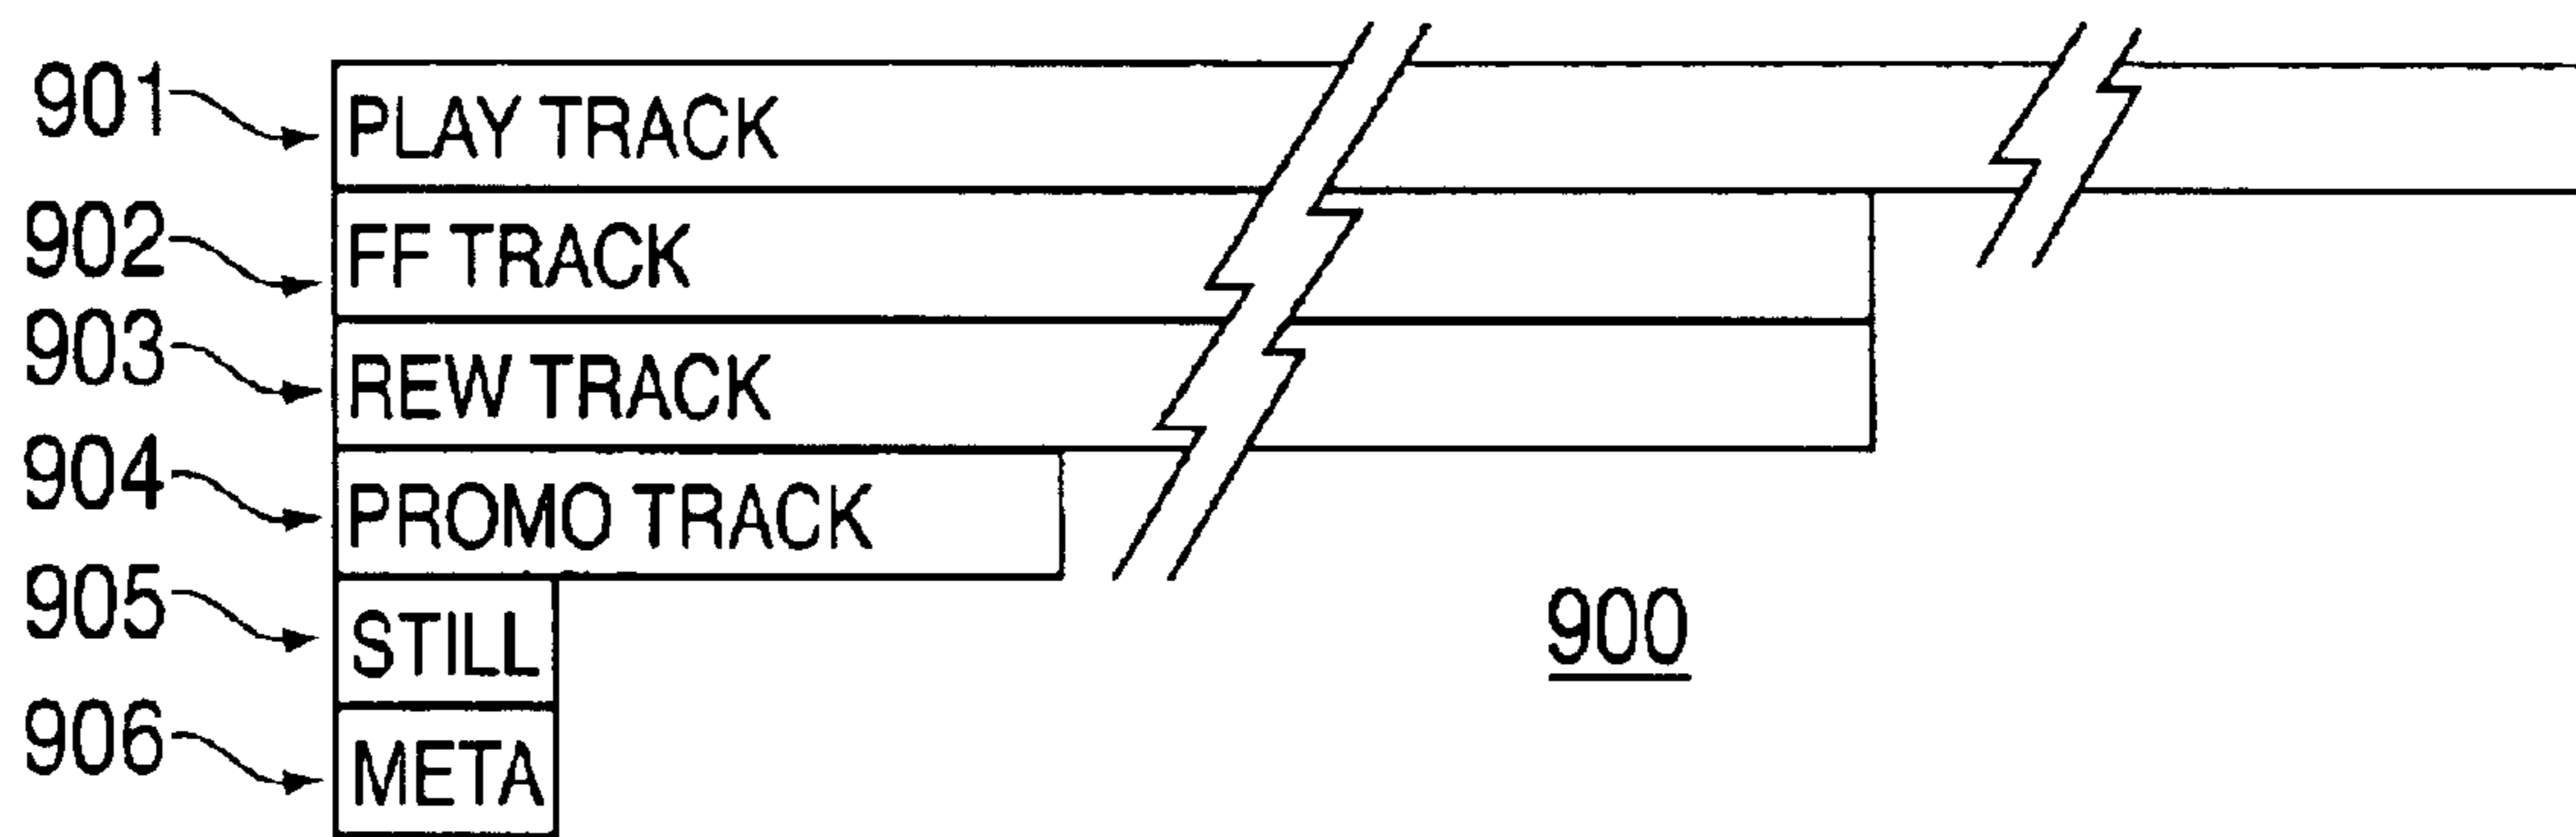 901 PLAY TRACK
902 FF TRACK
903 REW TRACK
904 PROMO TRACK
905 STILL
900
906 META